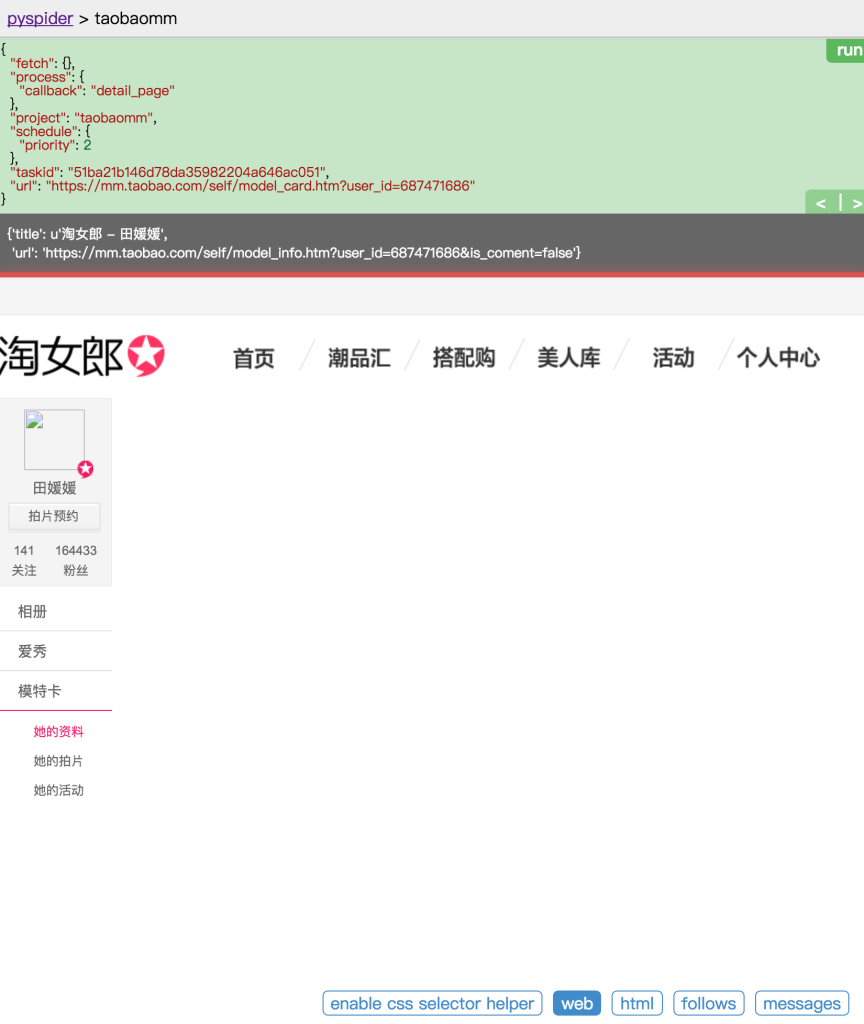 pyspider > taobaomm
{
"fetch": {},
"process": {
"callback": "detail_page"
},
"project": "taobaomm",
"schedule": {
"priority": 2
},
"taskid": "51ba21b146d78da35982204a646ac051",
"url": "https://mm.taobao.com/self/model_card.htm?user_id=687471686"
}
run
< | >
{'title': u'淘女郎 - 田媛媛',
'url': 'https://mm.taobao.com/self/model_info.htm?user_id=687471686&is_coment=false'}
淘女郎 首页 潮品汇 搭配购 美人库 活动 个人中心
田媛媛
拍片预约
141 164433
关注 粉丝
相册
爱秀
模特卡
她的资料
她的拍片
她的活动
enable css selector helper web html follows messages